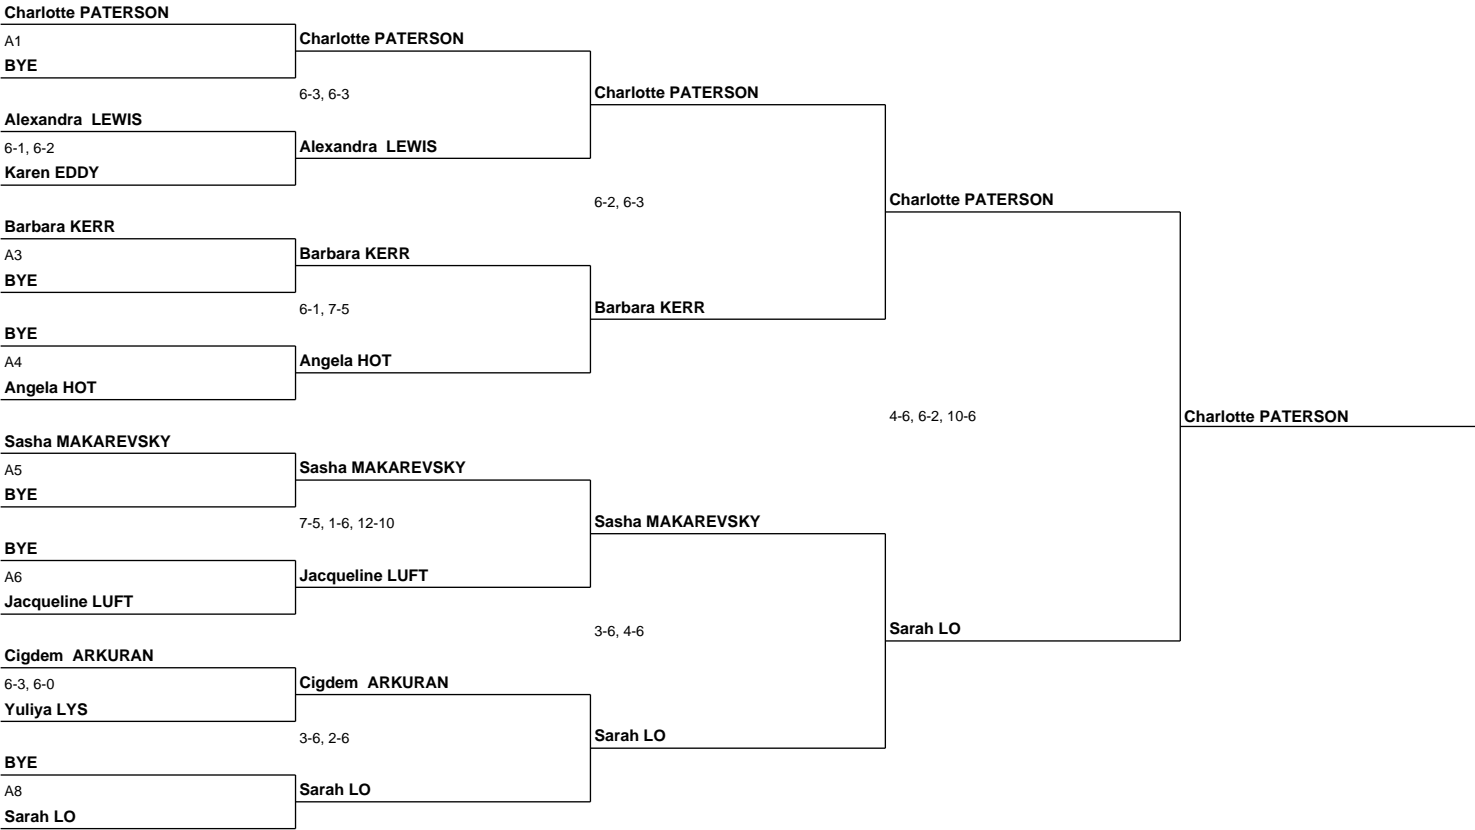 Charlotte PATERSON
A1
BYE
Alexandra  LEWIS
6-1, 6-2
Karen EDDY
Barbara KERR
A3
BYE
BYE
A4
Angela HOT
Sasha MAKAREVSKY
A5
BYE
BYE
A6
Jacqueline LUFT
Cigdem  ARKURAN
6-3, 6-0
Yuliya LYS
BYE
A8
Sarah LO
Charlotte PATERSON
6-3, 6-3
Alexandra  LEWIS
Barbara KERR
6-1, 7-5
Angela HOT
Sasha MAKAREVSKY
7-5, 1-6, 12-10
Jacqueline LUFT
Cigdem  ARKURAN
3-6, 2-6
Sarah LO
Charlotte PATERSON
6-2, 6-3
Barbara KERR
Sasha MAKAREVSKY
3-6, 4-6
Sarah LO
Charlotte PATERSON
4-6, 6-2, 10-6
Sarah LO
Charlotte PATERSON